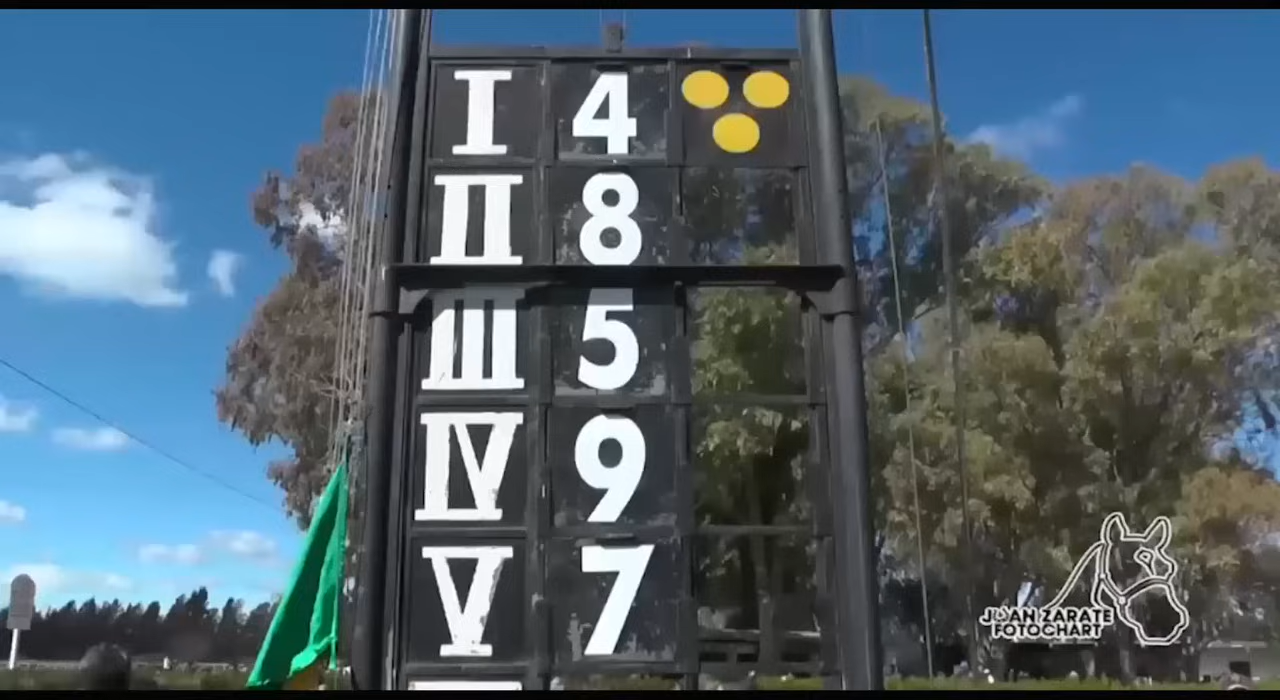 I 4
II 8
III 5
IV 9
V 7
JUAN ZARATE
FOTOCHART